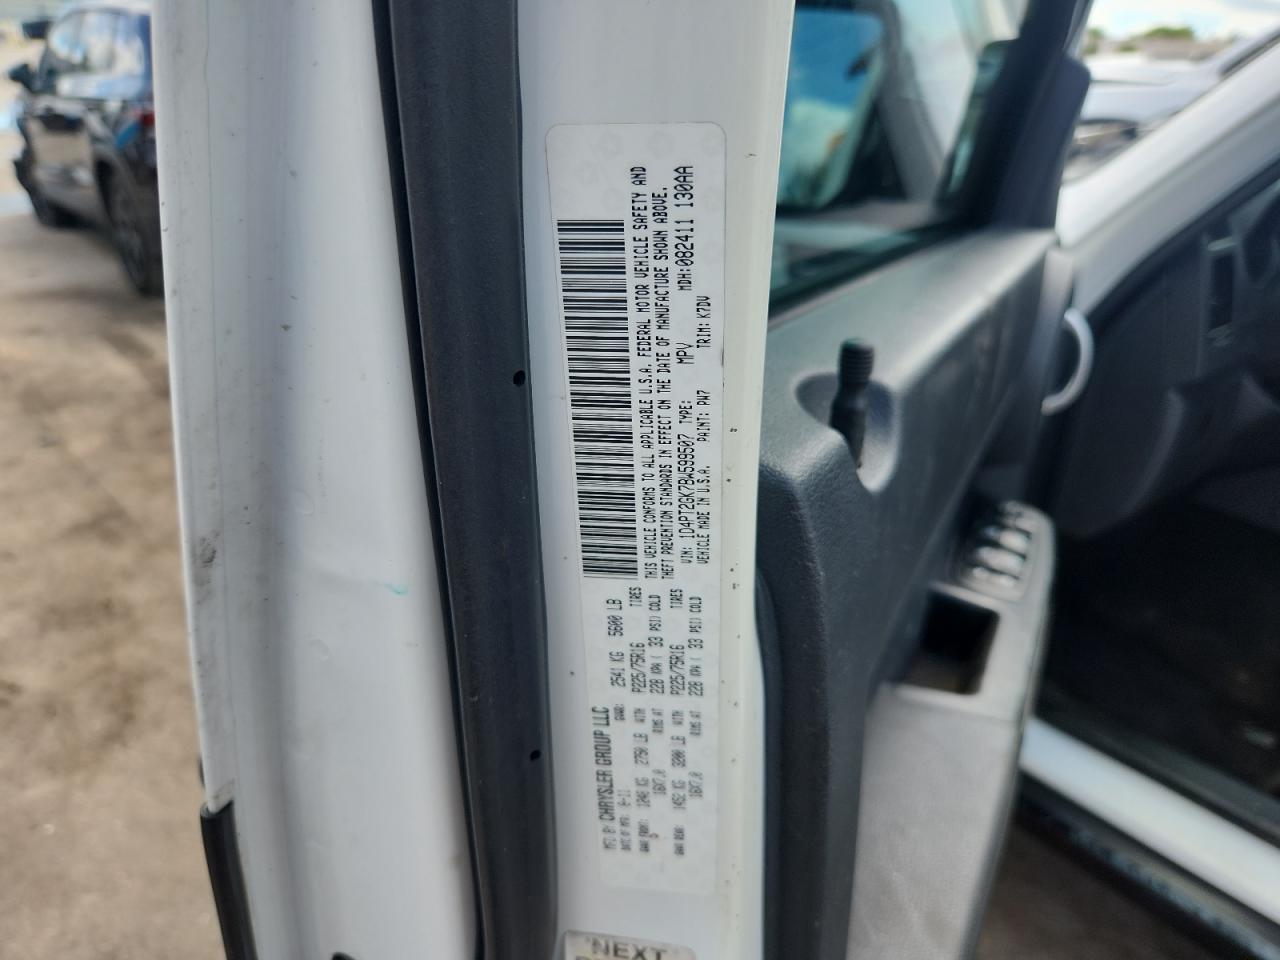 MFD BY CHRYSLER GROUP LLC
DATE OF MFR: 8-11 GVWR: 2541 KG 5600 LB
GAWR FRONT: 1248 KG 2750 LB WITH P225/75R16 TIRES
16X7.0 RIMS AT 228 KPA ( 33 PSI) COLD
GAWR REAR: 1452 KG 3200 LB WITH P225/75R16 TIRES
16X7.0 RIMS AT 228 KPA ( 33 PSI) COLD
THIS VEHICLE CONFORMS TO ALL APPLICABLE U.S.A. FEDERAL MOTOR VEHICLE SAFETY AND
THEFT PREVENTION STANDARDS IN EFFECT ON THE DATE OF MANUFACTURE SHOWN ABOVE.
VIN: 1D4PT2GK7BW599507 TYPE: MPV MDH:082411 130AA
VEHICLE MADE IN U.S.A. PAINT: PW7 TRIM: K7DV
NEXT